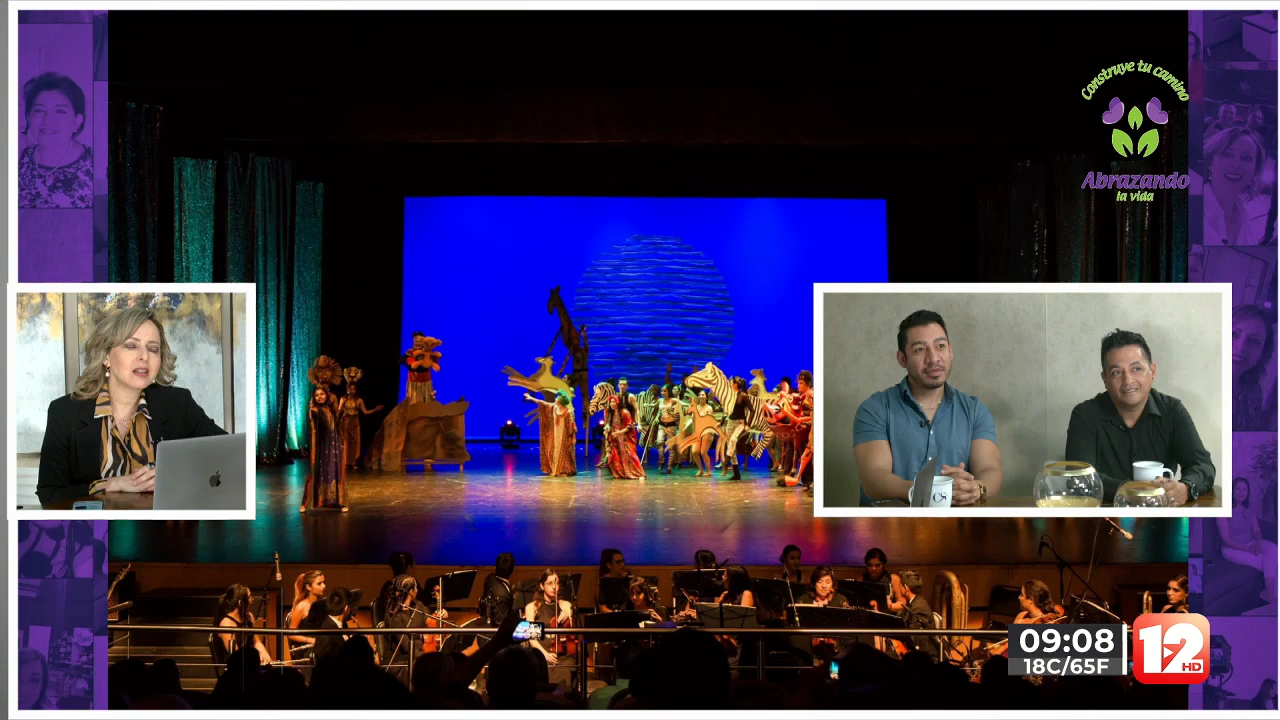 Construye tu camino
Abrazando
la vida
09:08
18C/65F
12
HD